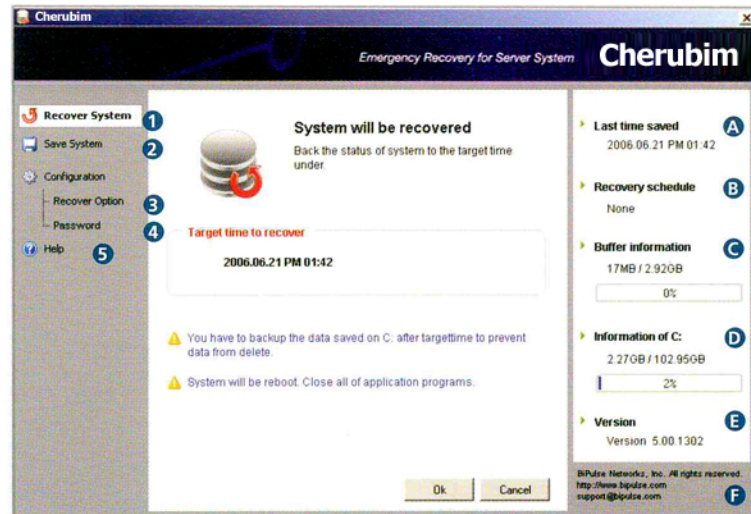 Cherubim
Emergency Recovery for Server System
Cherubim
Recover System
1
Save System
2
Configuration
Recover Option
3
Password
4
Help
5
System will be recovered
Back the status of system to the target time
under.
Target time to recover
2006.06.21 PM 01:42
You have to backup the data saved on C: after targettime to prevent
data from delete.
System will be reboot. Close all of application programs.
Ok
Cancel
Last time saved
A
2006.06.21 PM 01:42
Recovery schedule
B
None
Buffer information
C
17MB / 2.92GB
0%
Information of C:
D
2.27GB / 102.95GB
2%
Version
E
Version 5.00.1302
BiPulse Networks, Inc. All rights reserved.
http://www.bipulse.com
support@bipulse.com
F